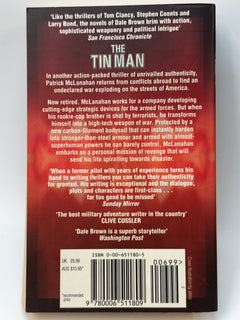 'Like the thrillers of Tom Clancy, Stephen Coonts and
Larry Bond, the novels of Dale Brown brim with action,
sophisticated weaponry and political intrigue'
San Francisco Chronicle
THE
TIN MAN
In another action-packed thriller of unrivalled authenticity,
Patrick McLanahan returns from conflicts abroad to find an
undeclared war exploding on the streets of America.
Now retired, McLanahan works for a company developing
cutting-edge strategic devices for the armed forces. But when
his rookie-cop brother is shot by terrorists, he transforms
himself into a high-tech weapon of war. Protected by a
new carbon-filament bodysuit that can instantly harden
into stronger-than-steel armour and armed with almost-
superhuman powers he can barely control, McLanahan
embarks on a personal mission of revenge that will
send his life spiralling towards disaster.
'When a former pilot with years of experience turns his
hand to writing thrillers you can take their authenticity
for granted. His writing is exceptional and the dialogue,
plots and characters are first-class . . .
far too good to be missed'
Sunday Mirror
'The best military adventure writer in the country'
CLIVE CUSSLER
'Dale Brown is a superb storyteller'
Washington Post
UK £6.99
AUS $15.95*
*recommended
price
ISBN 0-00-651180-5
00699>
9 780006 511809